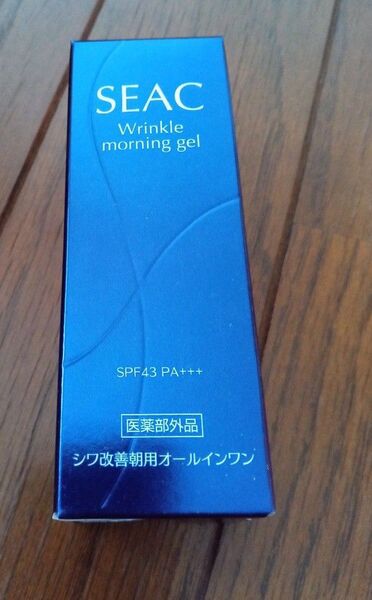 SEAC
Wrinkle
morning gel
SPF43 PA+++
医薬部外品
シワ改善朝用オールインワン